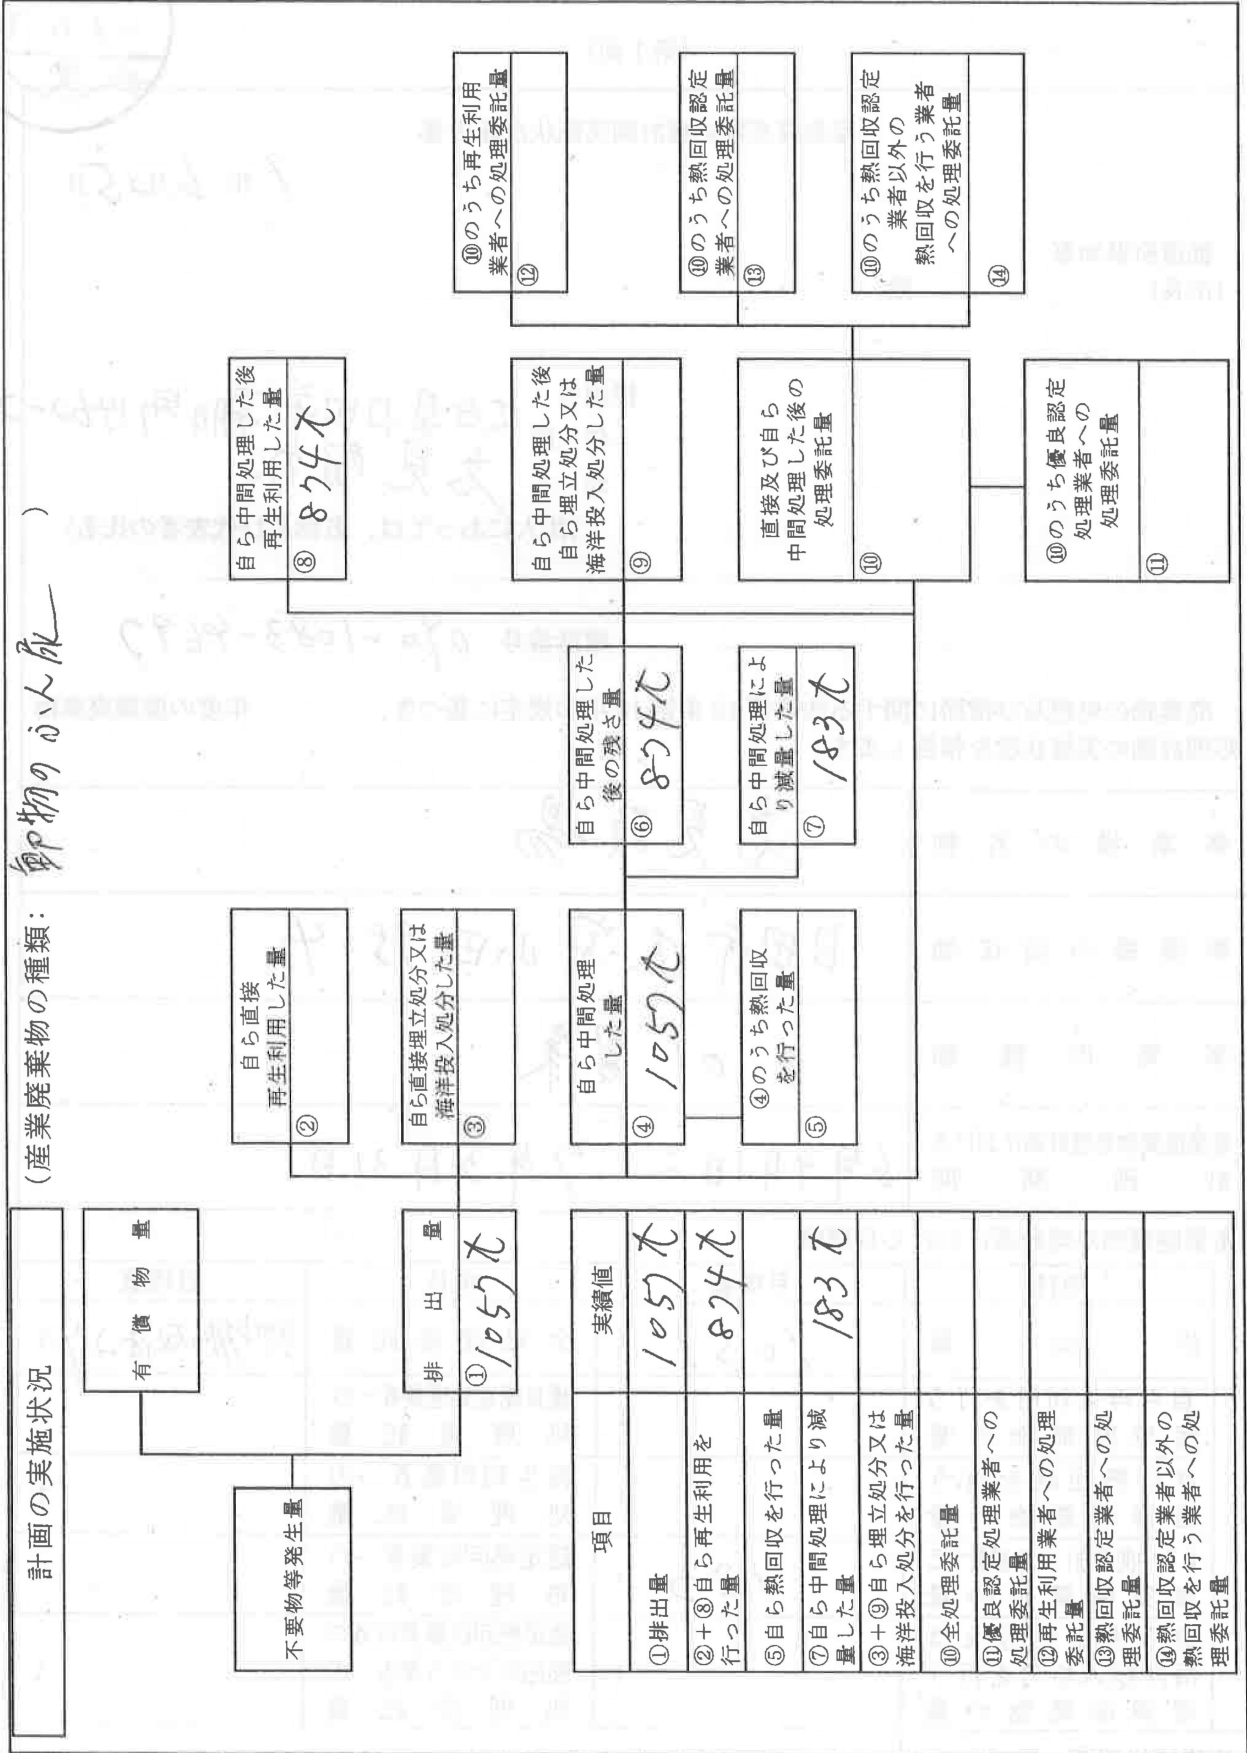 計画の実施状況
(産業廃棄物の種類: 動物のふん尿 )
不要物等発生量
有償物量
排出量
①1057t
自ら直接
再生利用した量
②
自ら直接埋立処分又は
海洋投入処分した量
③
自ら中間処理
した量
④ 1057t
④のうち熱回収
を行った量
⑤
自ら中間処理した
後の残さ量
⑥ 874t
自ら中間処理によ
り減量した量
⑦ 183t
自ら中間処理した後
再生利用した量
⑧ 874t
自ら中間処理した後
自ら埋立処分又は
海洋投入処分した量
⑨
直接及び自ら
中間処理した後の
処理委託量
⑩
⑩のうち優良認定
処理業者への
処理委託量
⑪
⑩のうち再生利用
業者への処理委託量
⑫
⑩のうち熱回収認定
業者への処理委託量
⑬
⑩のうち熱回収認定
業者以外の
熱回収を行う業者
への処理委託量
⑭
項目 実績値
①排出量 1057t
②+⑧自ら再生利用を
行った量 874t
⑤自ら熱回収を行った量
⑦自ら中間処理により減
量した量 183t
③+⑨自ら埋立処分又は
海洋投入処分を行った量
⑩全処理委託量
⑪優良認定処理業者への
処理委託量
⑫再生利用業者への処理
委託量
⑬熱回収認定業者への処
理委託量
⑭熱回収認定業者以外の
熱回収を行う業者への処
理委託量